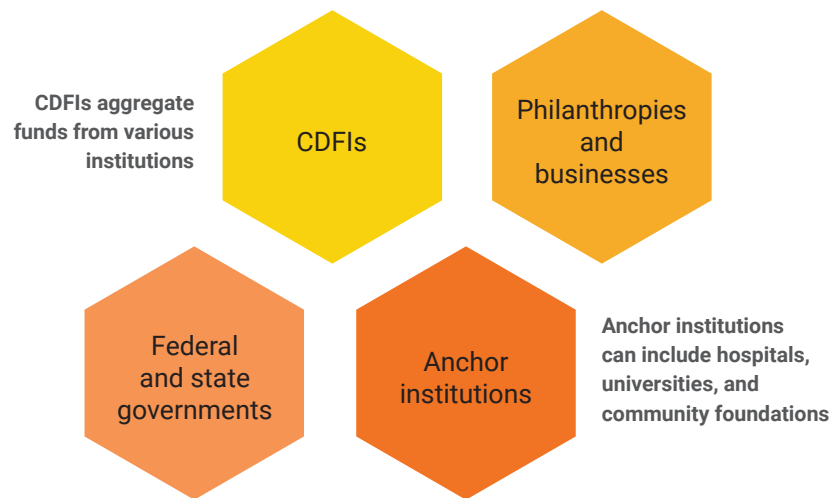 CDFIs aggregate
funds from various
institutions
CDFIs
Philanthropies
and
businesses
Federal
and state
governments
Anchor
institutions
Anchor institutions
can include hospitals,
universities, and
community foundations